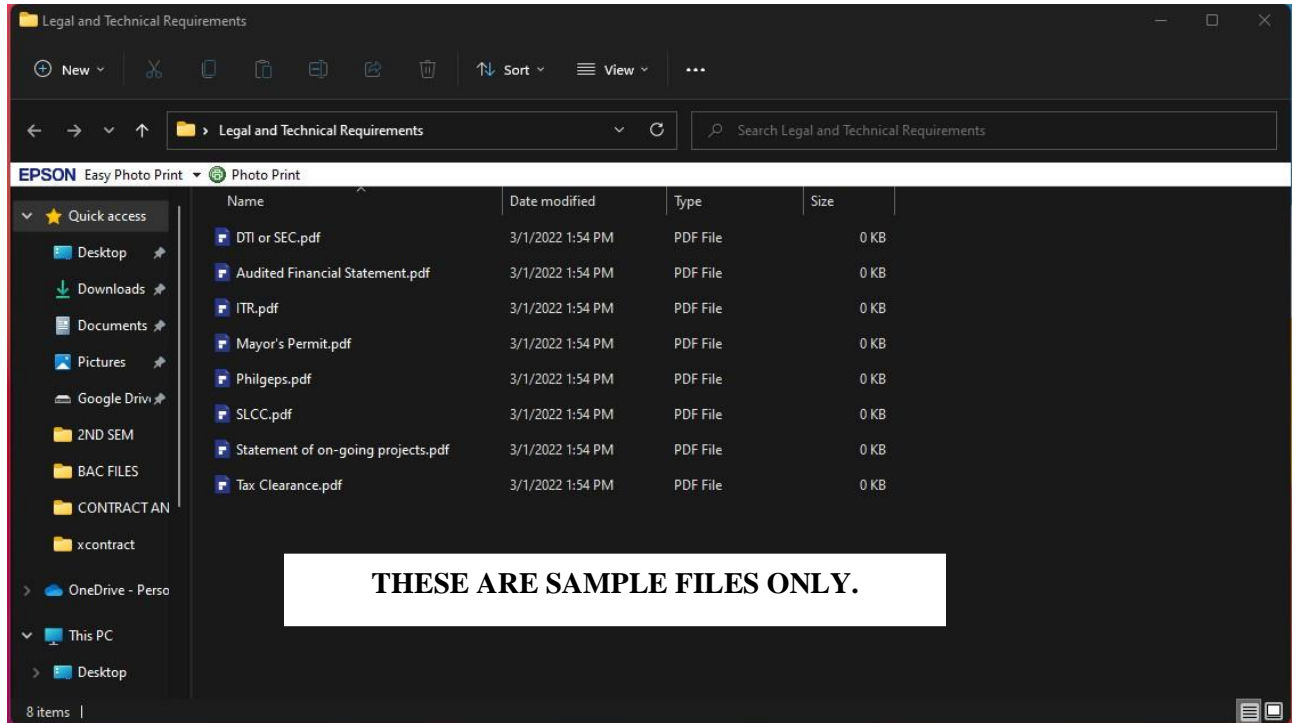 Legal and Technical Requirements
New Sort View
Legal and Technical Requirements Search Legal and Technical Requirements
EPSON Easy Photo Print Photo Print
Name Date modified Type Size
Quick access
Desktop
Downloads
Documents
Pictures
Google Driv
2ND SEM
BAC FILES
CONTRACT AN
xcontract
OneDrive - Perso
This PC
Desktop
DTI or SEC.pdf 3/1/2022 1:54 PM PDF File 0 KB
Audited Financial Statement.pdf 3/1/2022 1:54 PM PDF File 0 KB
ITR.pdf 3/1/2022 1:54 PM PDF File 0 KB
Mayor's Permit.pdf 3/1/2022 1:54 PM PDF File 0 KB
Philgeps.pdf 3/1/2022 1:54 PM PDF File 0 KB
SLCC.pdf 3/1/2022 1:54 PM PDF File 0 KB
Statement of on-going projects.pdf 3/1/2022 1:54 PM PDF File 0 KB
Tax Clearance.pdf 3/1/2022 1:54 PM PDF File 0 KB
THESE ARE SAMPLE FILES ONLY.
8 items